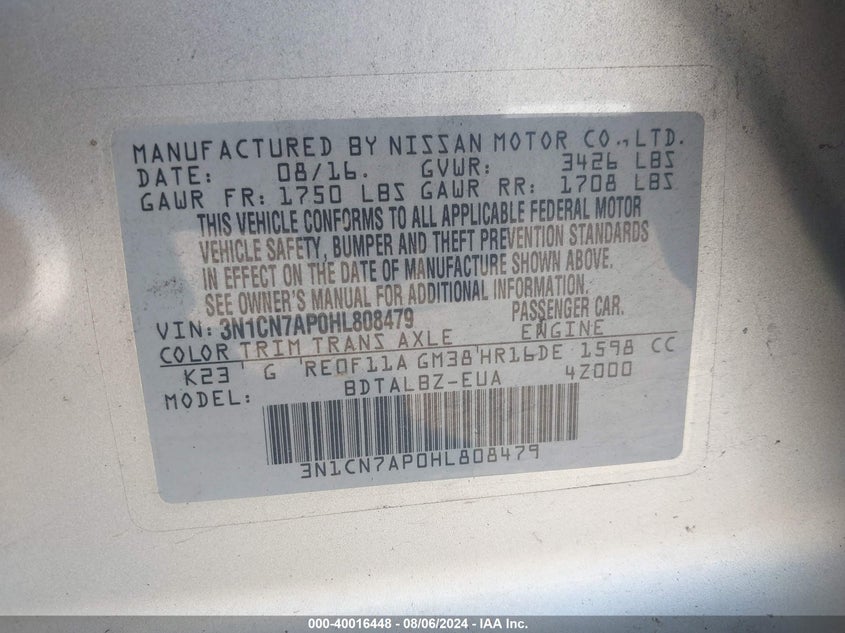 MANUFACTURED BY NISSAN MOTOR CO.,LTD.
DATE: 08/16. GVWR: 3426 LBS
GAWR FR: 1750 LBS GAWR RR: 1708 LBS
THIS VEHICLE CONFORMS TO ALL APPLICABLE FEDERAL MOTOR
VEHICLE SAFETY, BUMPER AND THEFT PREVENTION STANDARDS
IN EFFECT ON THE DATE OF MANUFACTURE SHOWN ABOVE.
SEE OWNER'S MANUAL FOR ADDITIONAL INFORMATION.
VIN: 3N1CN7AP0HL808479 PASSENGER CAR.
COLOR TRIM TRANS AXLE ENGINE
K23 G RE0F11A GM38 HR16DE 1598 CC
MODEL: BDTALBZ-EUA 4Z000
3N1CN7AP0HL808479
000-40016448 - 08/06/2024 - IAA Inc.